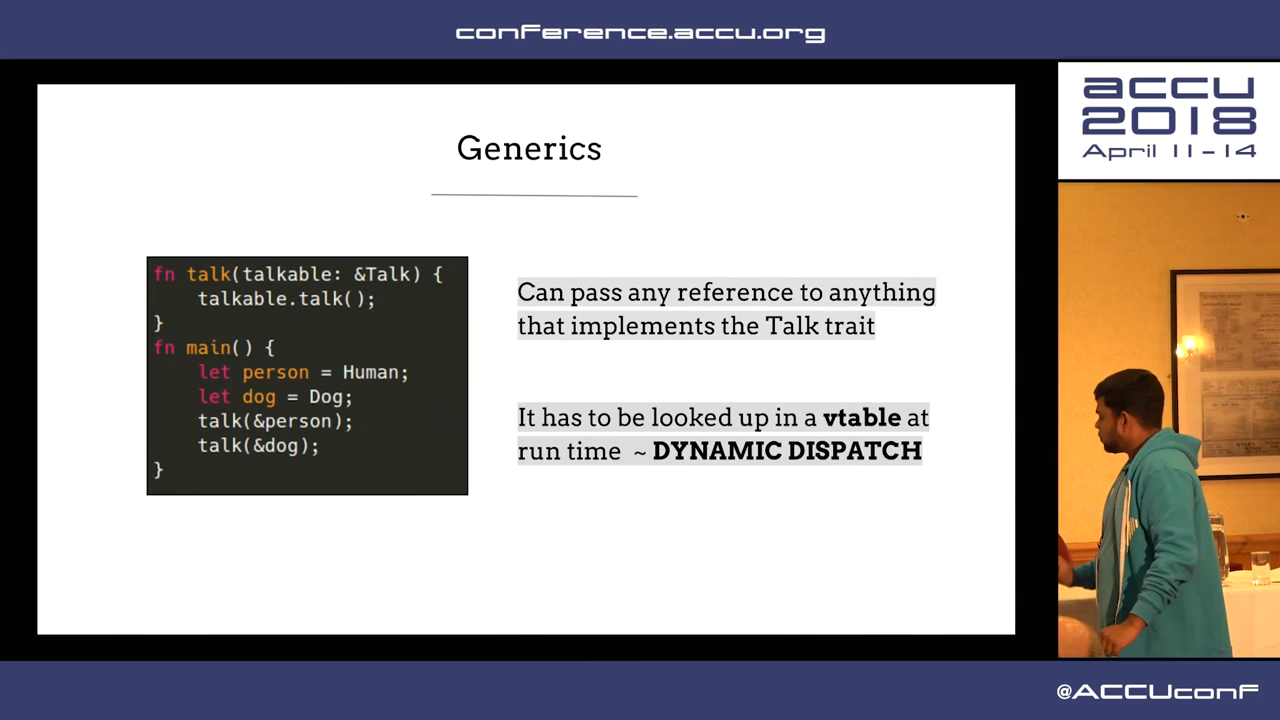 conference.accu.org
accu
2018
April 11-14
Generics
fn talk(talkable: &Talk) {
    talkable.talk();
}
fn main() {
    let person = Human;
    let dog = Dog;
    talk(&person);
    talk(&dog);
}
Can pass any reference to anything
that implements the Talk trait
It has to be looked up in a vtable at
run time ~ DYNAMIC DISPATCH
@ACCUconf